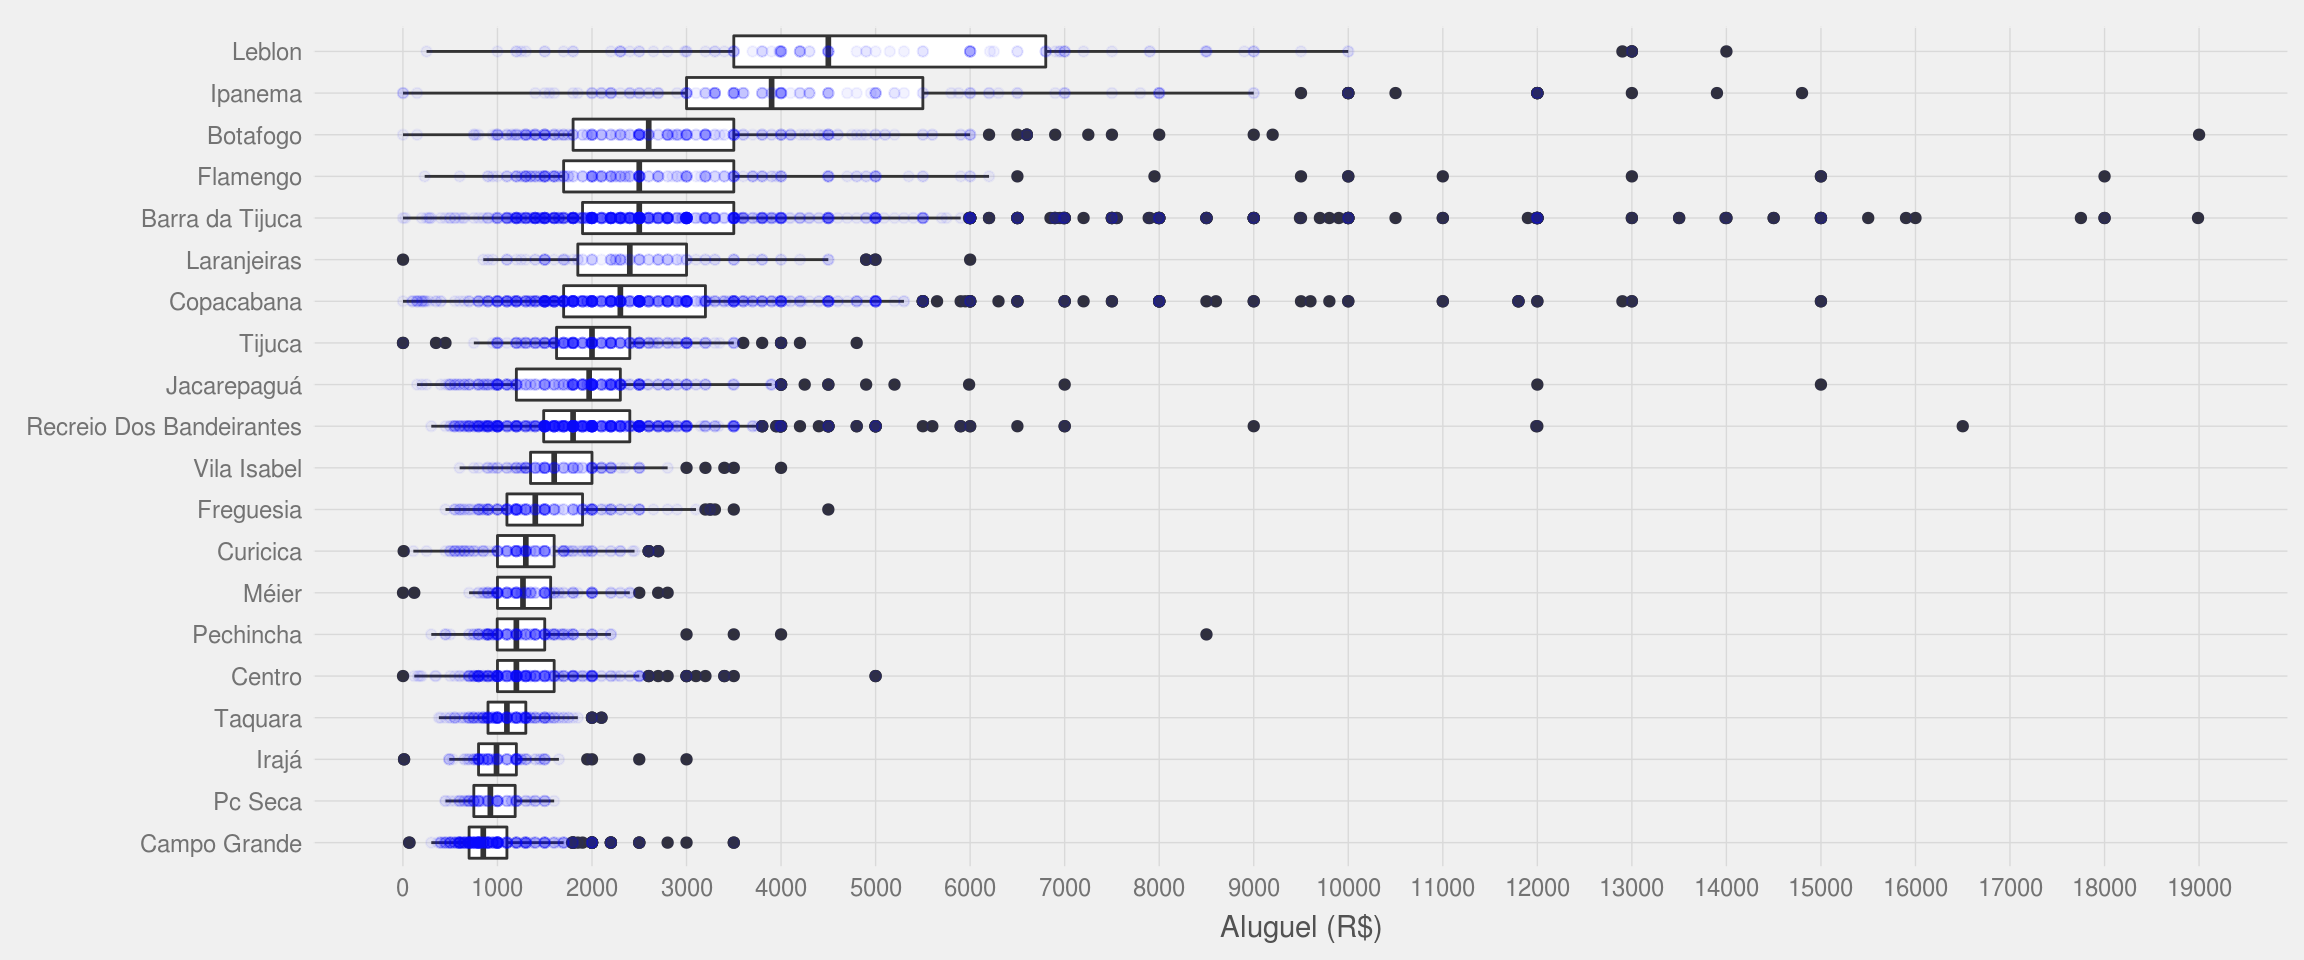 Leblon
Ipanema
Botafogo
Flamengo
Barra da Tijuca
Laranjeiras
Copacabana
Tijuca
Jacarepaguá
Recreio Dos Bandeirantes
Vila Isabel
Freguesia
Curicica
Méier
Pechincha
Centro
Taquara
Irajá
Pc Seca
Campo Grande
0 1000 2000 3000 4000 5000 6000 7000 8000 9000 10000 11000 12000 13000 14000 15000 16000 17000 18000 19000
Aluguel (R$)